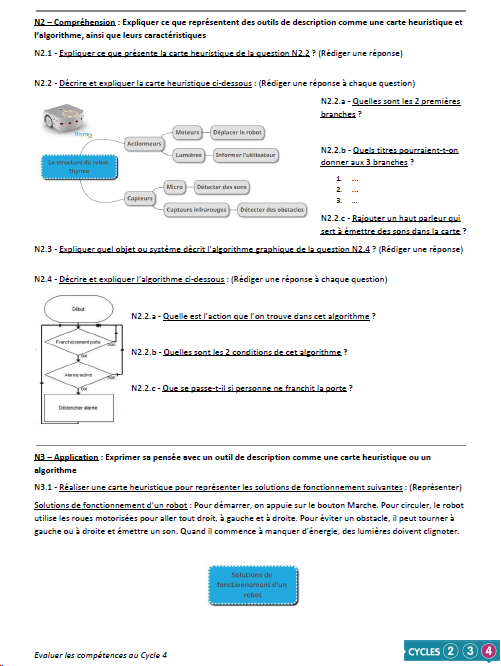 N2 – Compréhension : Expliquer ce que représentent des outils de description comme une carte heuristique et
l'algorithme, ainsi que leurs caractéristiques
N2.1 - Expliquer ce que présente la carte heuristique de la question N2.2 ? (Rédiger une réponse)
N2.2 - Décrire et expliquer la carte heuristique ci-dessous : (Rédiger une réponse à chaque question)
thymio
La structure du robot
Thymio
Actionneurs
Moteurs
Déplacer le robot
Lumières
Informer l'utilisateur
Capteurs
Micro
Détecter des sons
Capteurs infrarouges
Détecter des obstacles
N2.2.a - Quelles sont les 2 premières
branches ?
N2.2.b - Quels titres pourraient-t-on
donner aux 3 branches ?
1. ...
2. ...
3. ...
N2.2.c - Rajouter un haut parleur qui
sert à émettre des sons dans la carte ?
N2.3 - Expliquer quel objet ou système décrit l'algorithme graphique de la question N2.4 ? (Rédiger une réponse)
N2.4 - Décrire et expliquer l'algorithme ci-dessous : (Rédiger une réponse à chaque question)
Début
Franchissement porte
non
oui
Alarme active
non
oui
Déclencher alarme
N2.2.a - Quelle est l'action que l'on trouve dans cet algorithme ?
N2.2.b - Quelles sont les 2 conditions de cet algorithme ?
N2.2.c - Que se passe-t-il si personne ne franchit la porte ?
N3 – Application : Exprimer sa pensée avec un outil de description comme une carte heuristique ou un
algorithme
N3.1 - Réaliser une carte heuristique pour représenter les solutions de fonctionnement suivantes : (Représenter)
Solutions de fonctionnement d'un robot : Pour démarrer, on appuie sur le bouton Marche. Pour circuler, le robot
utilise les roues motorisées pour aller tout droit, à gauche et à droite. Pour éviter un obstacle, il peut tourner à
gauche ou à droite et émettre un son. Quand il commence à manquer d'énergie, des lumières doivent clignoter.
Solutions de
fonctionnement d'un
robot
Evaluer les compétences au Cycle 4
CYCLES 2 3 4